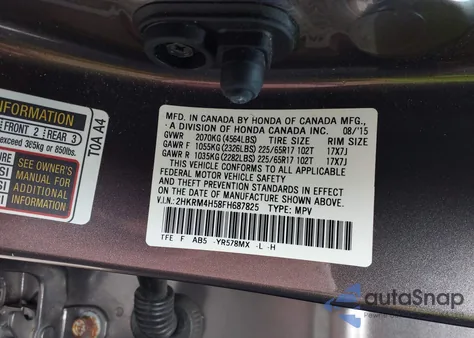 INFORMATION
FRONT 2 REAR 3
exceed 385kg or 850lbs.
SEE OWNER'S
MANUAL FOR
ADDITIONAL
INFORMATION
T0A A4
MFD. IN CANADA BY HONDA OF CANADA MFG.,
- A DIVISION OF HONDA CANADA INC. 08/'15
GVWR 2070KG (4564LBS) TIRE SIZE RIM SIZE
GAWR F 1055KG (2326LBS) 225/65R17 102T 17X7J
GAWR R 1035KG (2282LBS) 225/65R17 102T 17X7J
THIS VEHICLE CONFORMS TO ALL APPLICABLE
FEDERAL MOTOR VEHICLE SAFETY
AND THEFT PREVENTION STANDARDS IN EFFECT
ON THE DATE OF MANUFACTURE SHOWN ABOVE.
V.I.N.: 2HKRM4H58FH687825 TYPE: MPV
TFE F AB5 -YR578MX -L -H
autaSnap